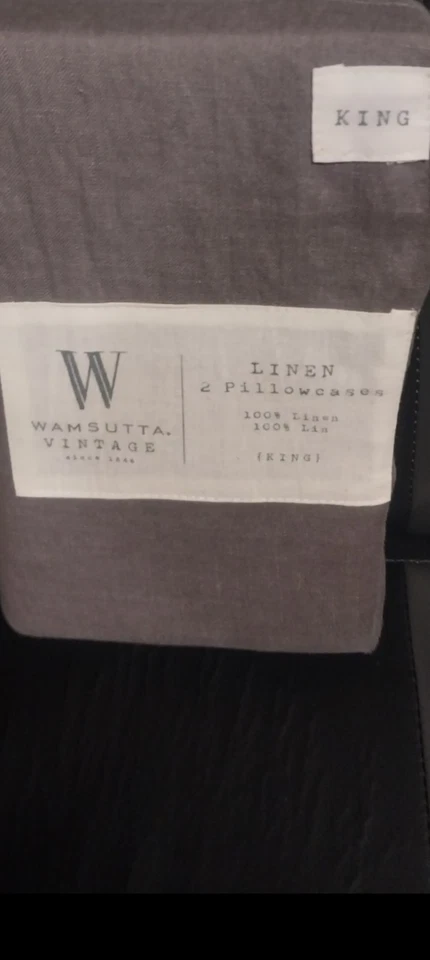 KING
W
WAMSUTTA.
VINTAGE
LINEN
2 Pillowcases
100% Linen
100% Lin
(KING)